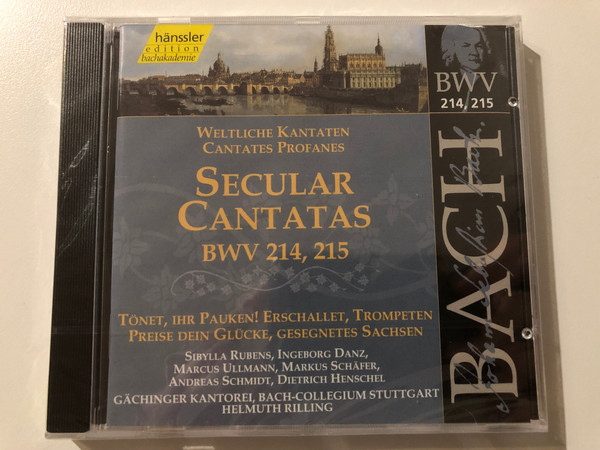 hänssler
edition
bachakademie
BWV
214, 215
WELTLICHE KANTATEN
CANTATES PROFANES
SECULAR
CANTATAS
BWV 214, 215
TÖNET, IHR PAUKEN! ERSCHALLET, TROMPETEN
PREISE DEIN GLÜCKE, GESEGNETES SACHSEN
SIBYLLA RUBENS, INGEBORG DANZ,
MARCUS ULLMANN, MARKUS SCHÄFER,
ANDREAS SCHMIDT, DIETRICH HENSCHEL
GÄCHINGER KANTOREI, BACH-COLLEGIUM STUTTGART
HELMUTH RILLING
BACH